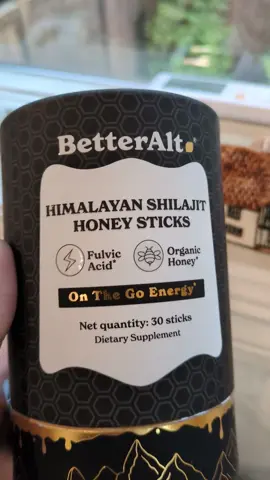 BetterAlt
HIMALAYAN SHILAJIT
HONEY STICKS
Fulvic
Acid*
Organic
Honey*
On The Go Energy*
Net quantity: 30 sticks
Dietary Supplement